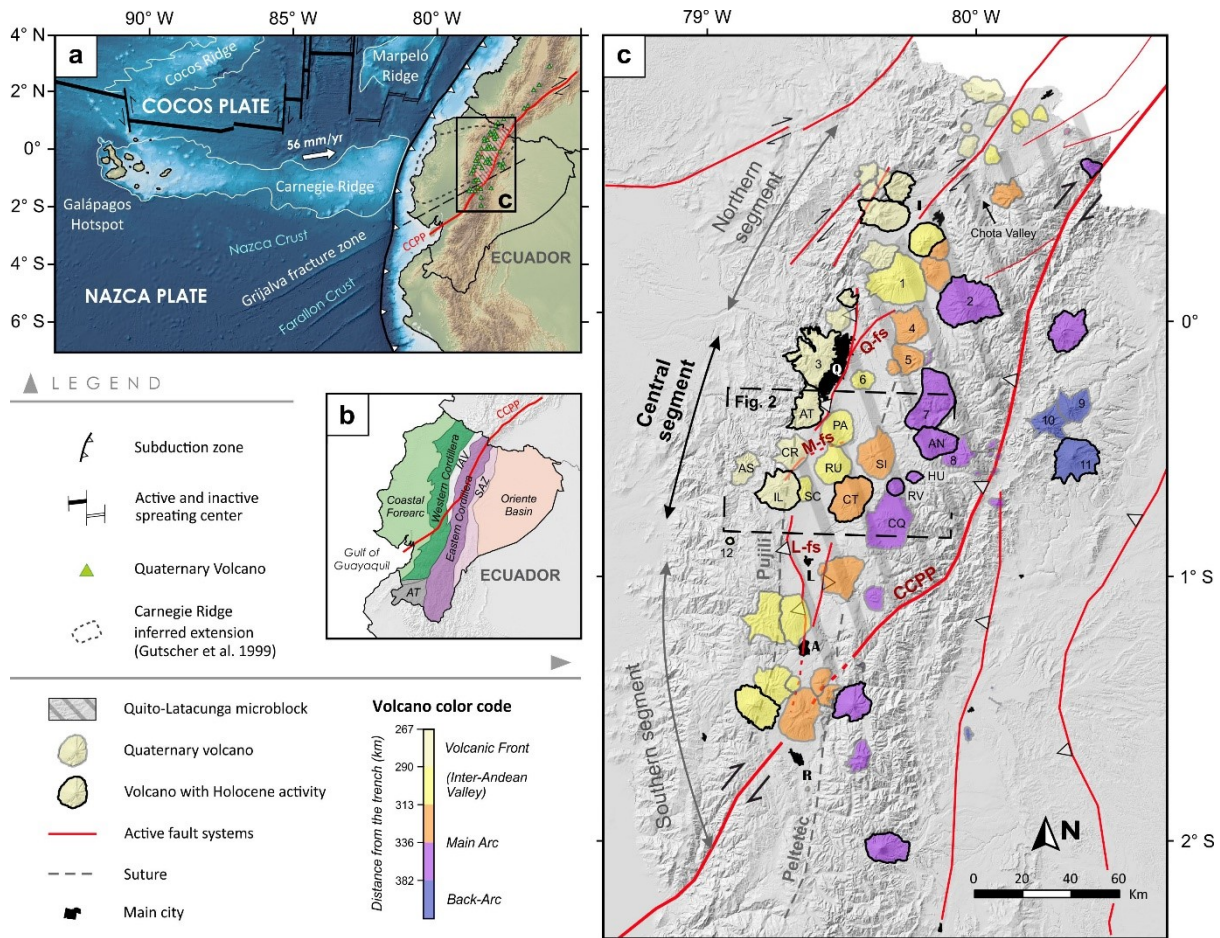 90° W
85° W
80° W
4° N
2° N
0°
2° S
4° S
6° S
a
Cocos Ridge
Marpelo
Ridge
COCOS PLATE
56 mm/yr
Carnegie Ridge
Galápagos
Hotspot
Nazca Crust
Grijalva fracture zone
Farallon Crust
NAZCA PLATE
CCPP
C
ECUADOR
LEGEND
Subduction zone
Active and inactive
spreating center
Quaternary Volcano
Carnegie Ridge
inferred extension
(Gutscher et al. 1999)
b
CCPP
Coastal
Forearc
Western Cordillera
IAV
Eastern Cordillera
SAZ
Oriente
Basin
Gulf of
Guayaquil
AT
ECUADOR
Quito-Latacunga microblock
Quaternary volcano
Volcano with Holocene activity
Active fault systems
Suture
Main city
Volcano color code
Distance from the trench (km)
267
290
313
336
382
Volcanic Front
(Inter-Andean
Valley)
Main Arc
Back-Arc
79° W
80° W
0°
1° S
2° S
c
Northern
segment
Central
segment
Southern segment
Chota Valley
I
1
2
3
4
5
6
7
8
9
10
11
12
Q
Q-fs
Fig. 2
AT
PA
M-fs
CR
AS
RU
SI
AN
HU
RV
IL
SC
CT
CQ
Pujilí
L-fs
L
CCPP
A
R
Peltetec
N
0 20 40 60
Km